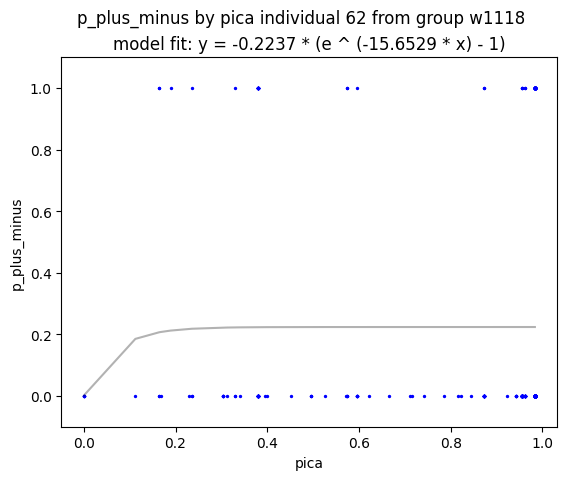 p_plus_minus by pica individual 62 from group w1118
model fit: y = -0.2237 * (e ^ (-15.6529 * x) - 1)
1.0
0.8
0.6
0.4
0.2
0.0
p_plus_minus
0.0 0.2 0.4 0.6 0.8 1.0
pica